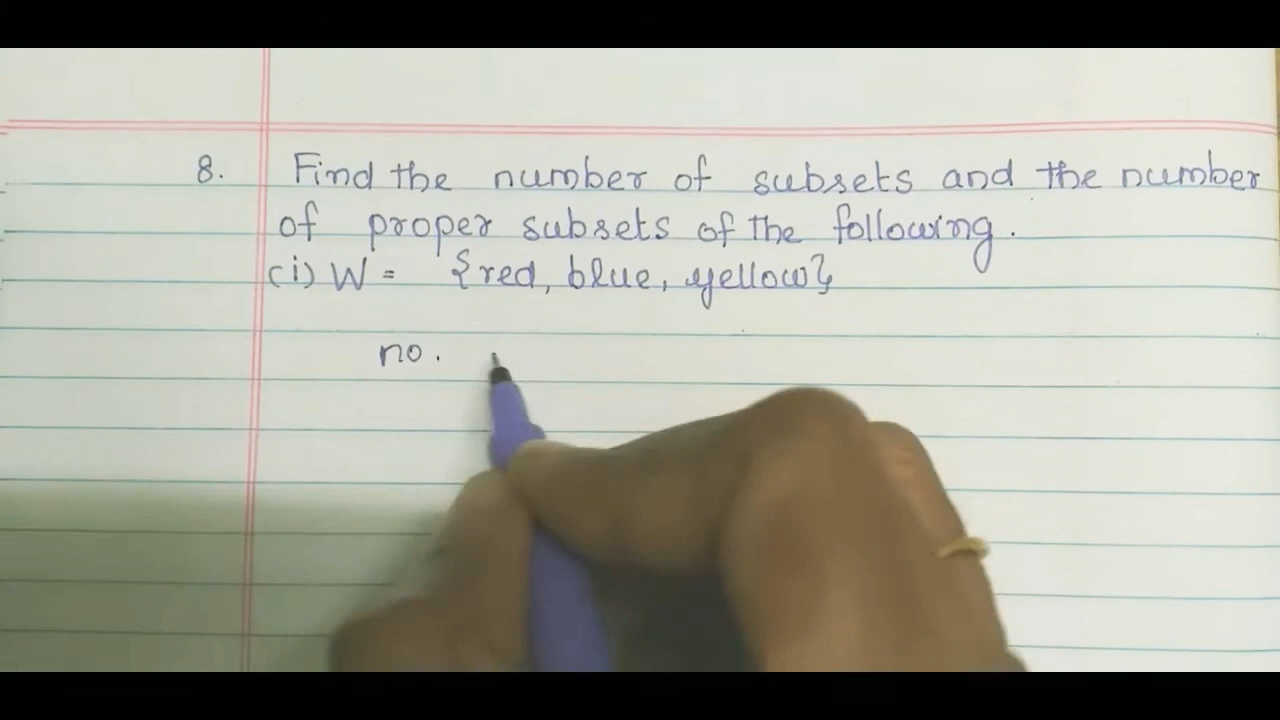 8. Find the number of subsets and the number
of proper subsets of the following.
(i) W = {red, blue, yellow}
no.